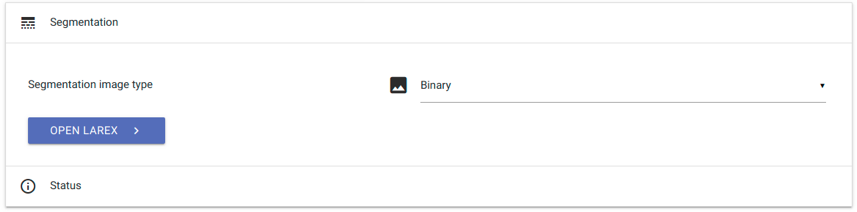 Segmentation
Segmentation image type
Binary
OPEN LAREX
Status